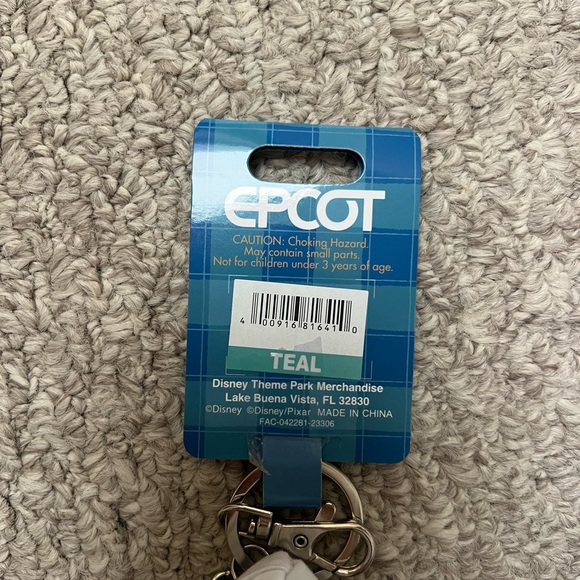 EPCOT
CAUTION: Choking Hazard.
May contain small parts.
Not for children under 3 years of age.
4 00916 81641 0
TEAL
Disney Theme Park Merchandise
Lake Buena Vista, FL 32830
©Disney ©Disney/Pixar MADE IN CHINA
FAC-042281-23306